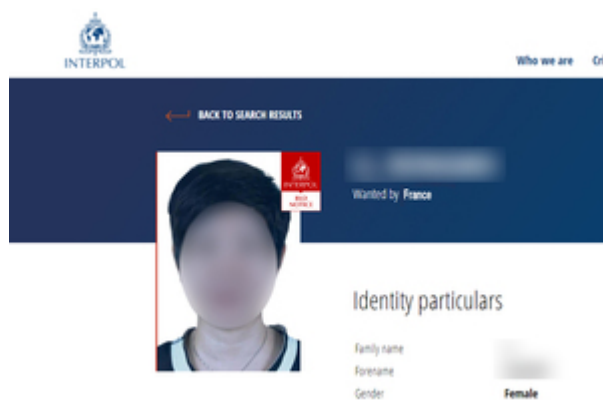 INTERPOL
Who we are
BACK TO SEARCH RESULTS
INTERPOL
RED
NOTICE
Wanted by France
Identity particulars
Family name
Forename
Gender Female